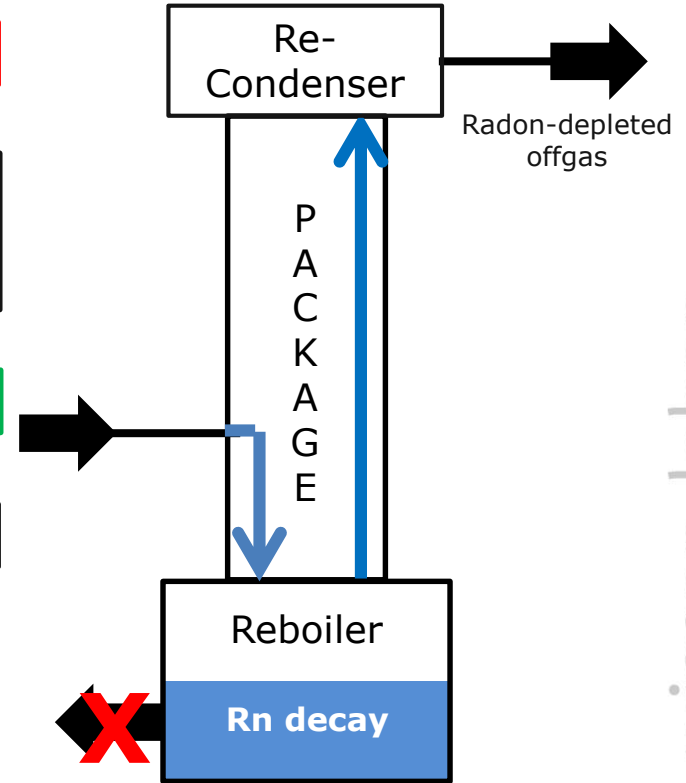 Re-
Condenser
Radon-depleted
offgas
P
A
C
K
A
G
E
Reboiler
Rn decay
X